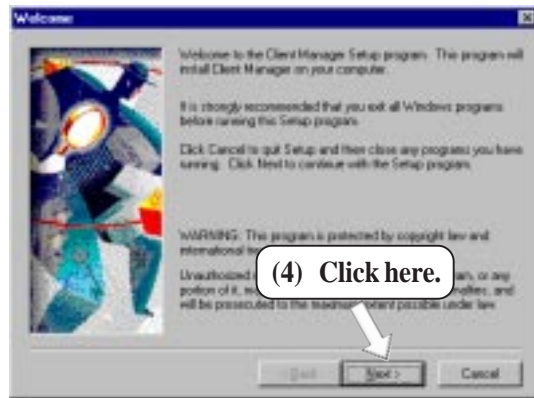 Welcome
Welcome to the Client Manager Setup program. This program will
install Client Manager on your computer.
It is strongly recommended that you exit all Windows programs
before running this Setup program.
Click Cancel to quit Setup and then close any programs you have
running. Click Next to continue with the Setup program.
WARNING: This program is protected by copyright law and
international
(4) Click here.
Unauthorized or any
portion of it, and
will be prosecuted to the maximum extent possible under law.
< Back
Next >
Cancel